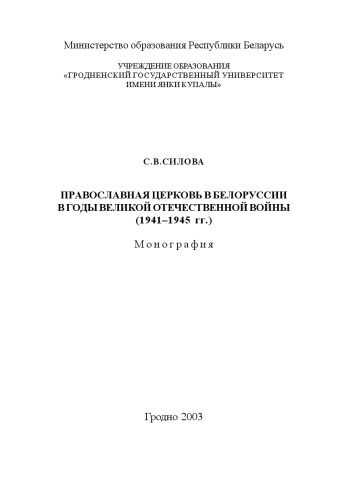 Министерство образования Республики Беларусь
УЧРЕЖДЕНИЕ ОБРАЗОВАНИЯ
«ГРОДНЕНСКИЙ ГОСУДАРСТВЕННЫЙ УНИВЕРСИТЕТ
ИМЕНИ ЯНКИ КУПАЛЫ»
С.В.СИЛОВА
ПРАВОСЛАВНАЯ ЦЕРКОВЬ В БЕЛОРУССИИ
В ГОДЫ ВЕЛИКОЙ ОТЕЧЕСТВЕННОЙ ВОЙНЫ
(1941–1945 гг.)
Монография
Гродно 2003